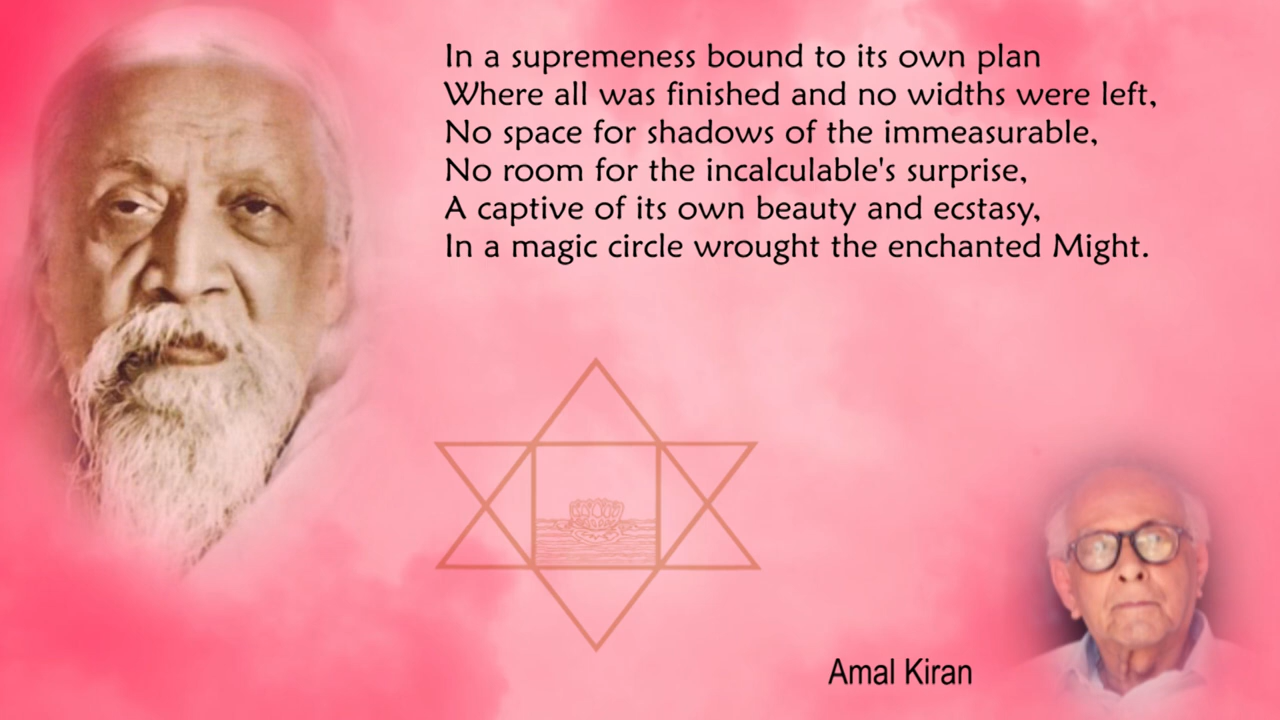 In a supremeness bound to its own plan
Where all was finished and no widths were left,
No space for shadows of the immeasurable,
No room for the incalculable's surprise,
A captive of its own beauty and ecstasy,
In a magic circle wrought the enchanted Might.
Amal Kiran